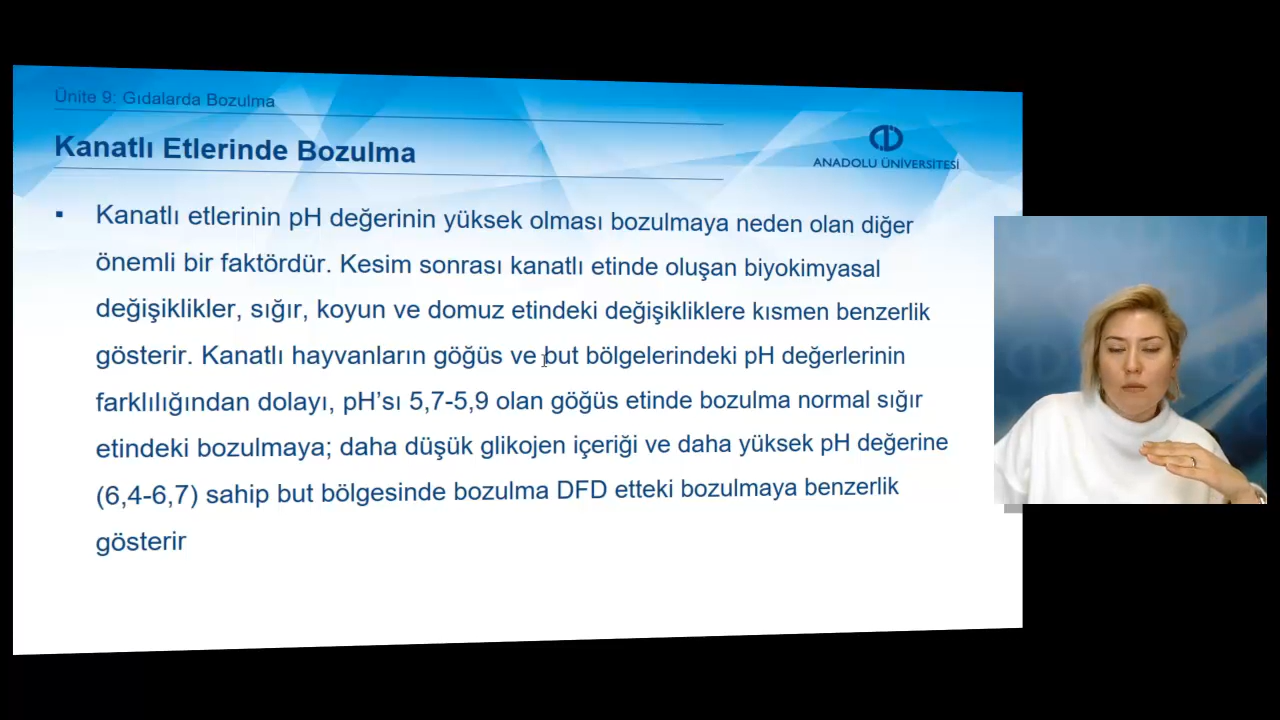 Ünite 9: Gıdalarda Bozulma
Kanatlı Etlerinde Bozulma
ANADOLU ÜNİVERSİTESİ
▪ Kanatlı etlerinin pH değerinin yüksek olması bozulmaya neden olan diğer
önemli bir faktördür. Kesim sonrası kanatlı etinde oluşan biyokimyasal
değişiklikler, sığır, koyun ve domuz etindeki değişikliklere kısmen benzerlik
gösterir. Kanatlı hayvanların göğüs ve but bölgelerindeki pH değerlerinin
farklılığından dolayı, pH’sı 5,7-5,9 olan göğüs etinde bozulma normal sığır
etindeki bozulmaya; daha düşük glikojen içeriği ve daha yüksek pH değerine
(6,4-6,7) sahip but bölgesinde bozulma DFD etteki bozulmaya benzerlik
gösterir